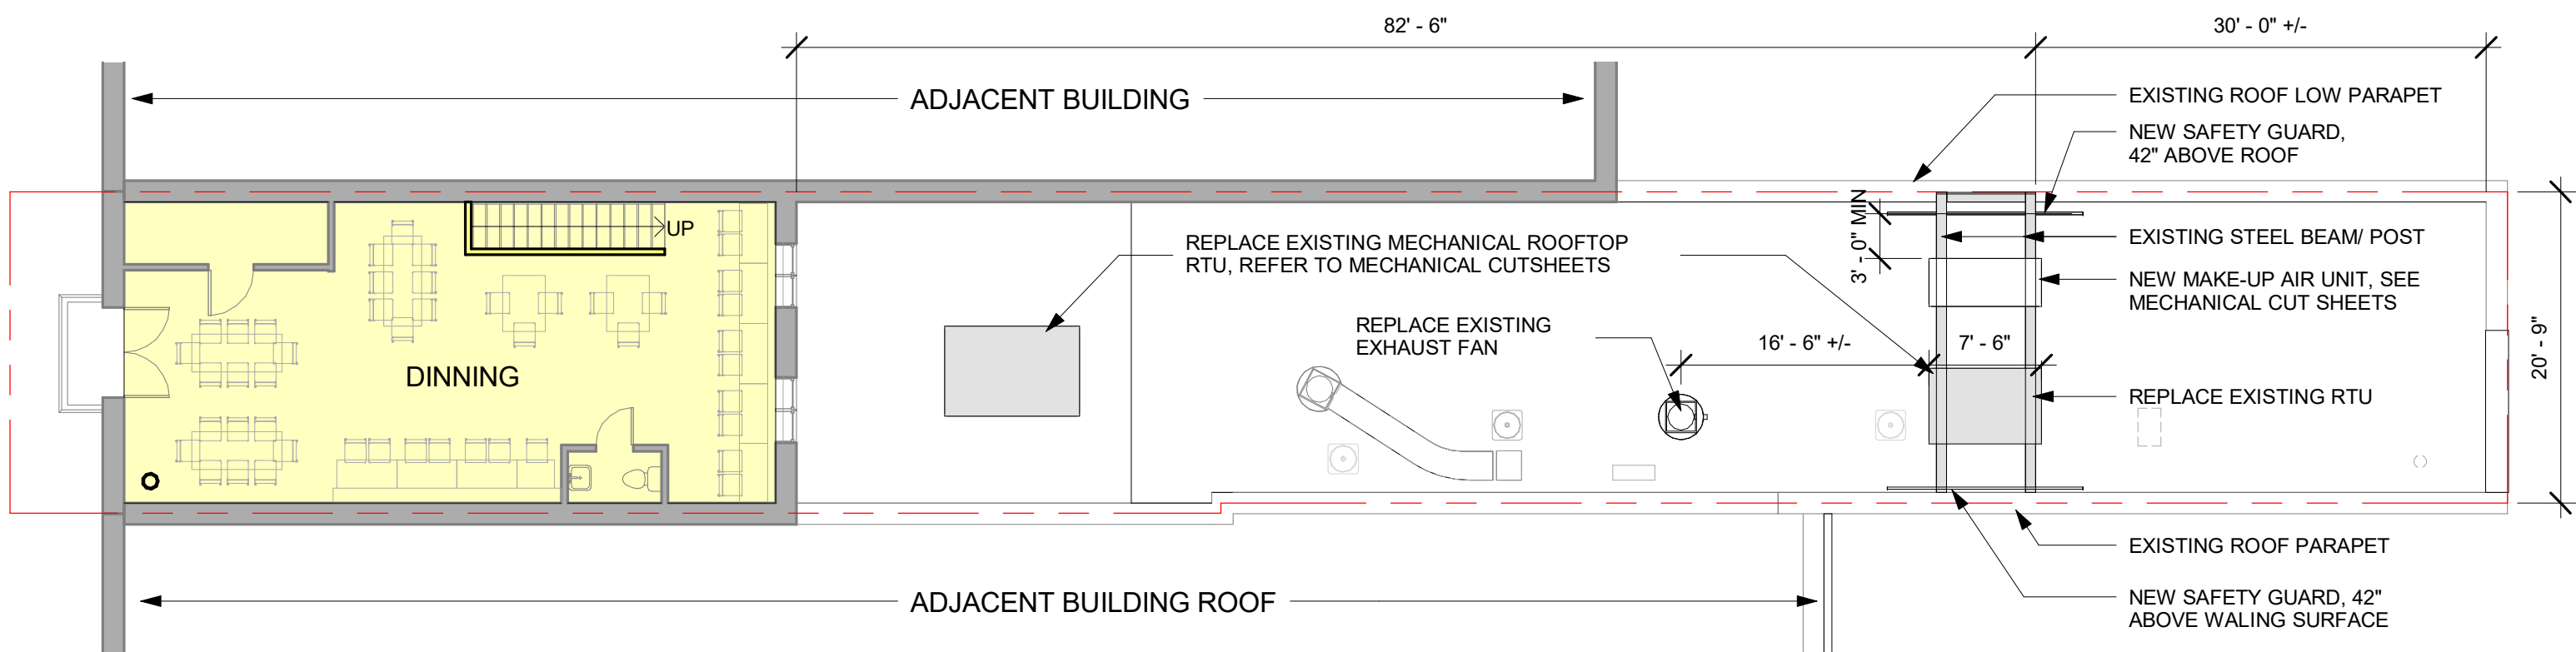 82' - 6"
30' - 0" +/-
ADJACENT BUILDING
EXISTING ROOF LOW PARAPET
NEW SAFETY GUARD,
42" ABOVE ROOF
3' - 0" MIN
UP
REPLACE EXISTING MECHANICAL ROOFTOP
RTU, REFER TO MECHANICAL CUTSHEETS
EXISTING STEEL BEAM/ POST
NEW MAKE-UP AIR UNIT, SEE
MECHANICAL CUT SHEETS
REPLACE EXISTING
EXHAUST FAN
16' - 6" +/-
7' - 6"
20' - 9"
DINNING
REPLACE EXISTING RTU
EXISTING ROOF PARAPET
ADJACENT BUILDING ROOF
NEW SAFETY GUARD, 42"
ABOVE WALING SURFACE